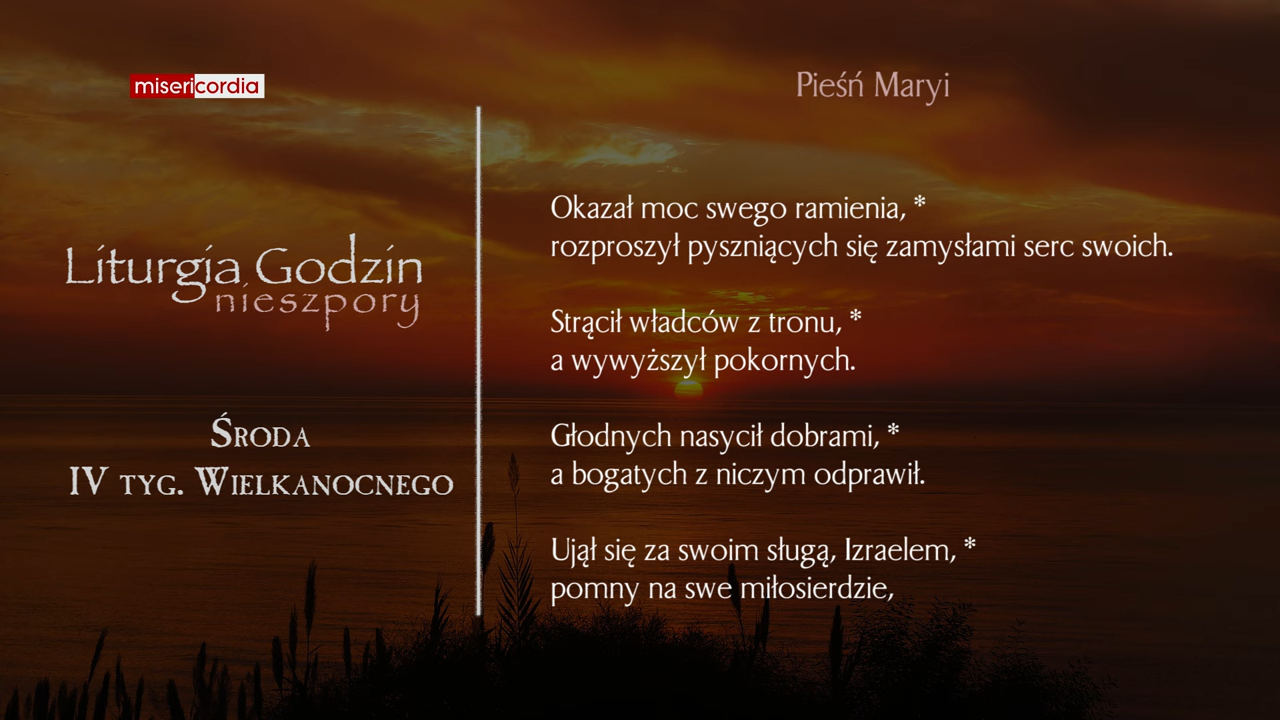 misericordia
Liturgia Godzin
nieszpory
Środa
IV tyg. Wielkanocnego
Pieśń Maryi
Okazał moc swego ramienia, *
rozproszył pyszniących się zamysłami serc swoich.
Strącił władców z tronu, *
a wywyższył pokornych.
Głodnych nasycił dobrami, *
a bogatych z niczym odprawił.
Ujął się za swoim sługą, Izraelem, *
pomny na swe miłosierdzie,